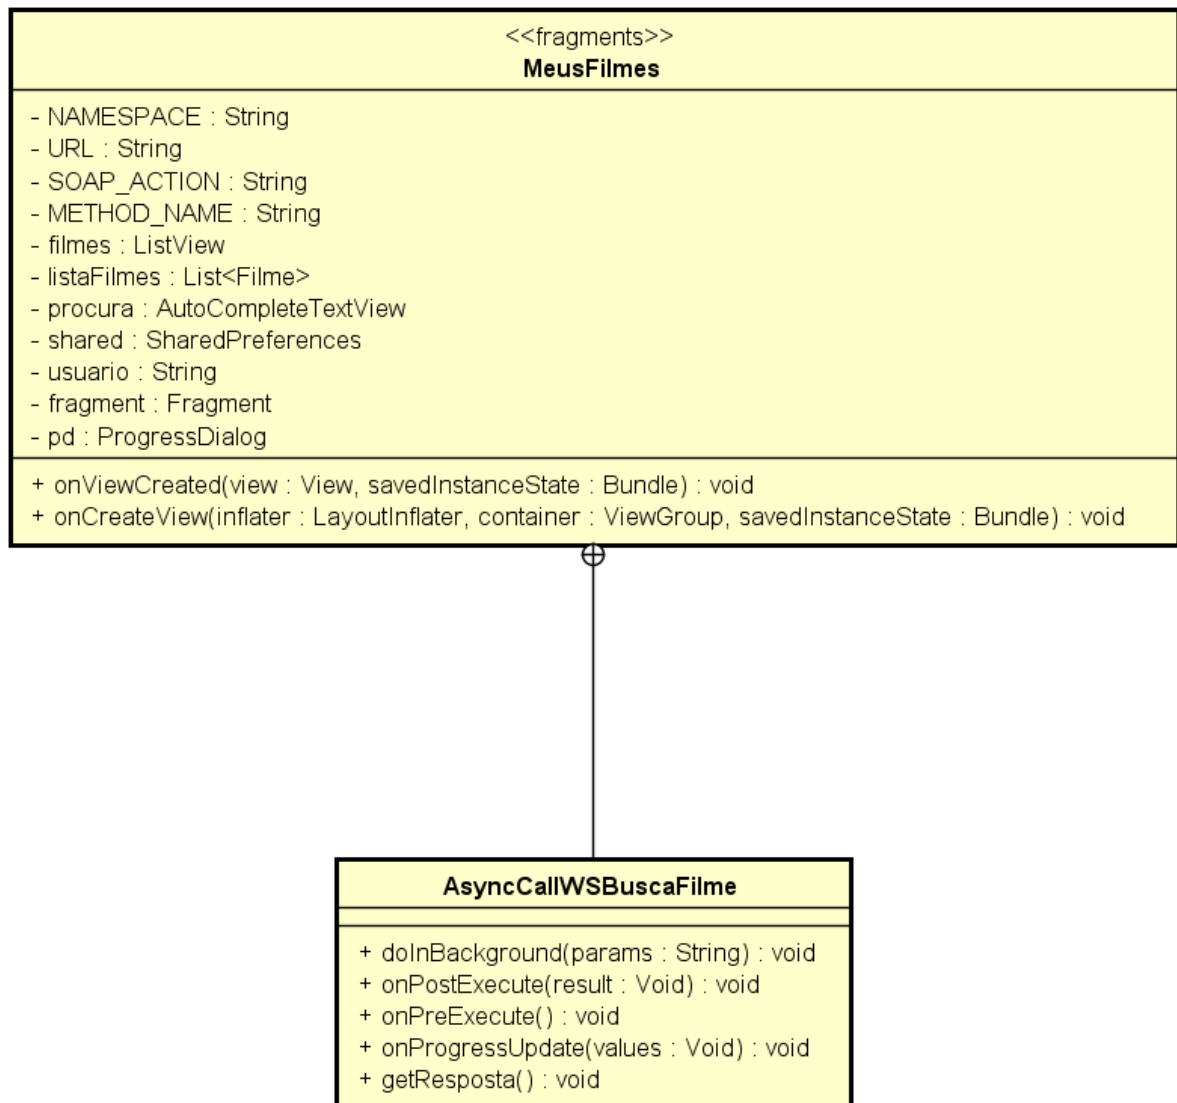 <<fragments>>
MeusFilmes
- NAMESPACE : String
- URL : String
- SOAP_ACTION : String
- METHOD_NAME : String
- filmes : ListView
- listaFilmes : List<Filme>
- procura : AutoCompleteTextView
- shared : SharedPreferences
- usuario : String
- fragment : Fragment
- pd : ProgressDialog
+ onViewCreated(view : View, savedInstanceState : Bundle) : void
+ onCreateView(inflater : LayoutInflater, container : ViewGroup, savedInstanceState : Bundle) : void
AsyncCallWSBuscaFilme
+ doInBackground(params : String) : void
+ onPostExecute(result : Void) : void
+ onPreExecute() : void
+ onProgressUpdate(values : Void) : void
+ getResposta() : void